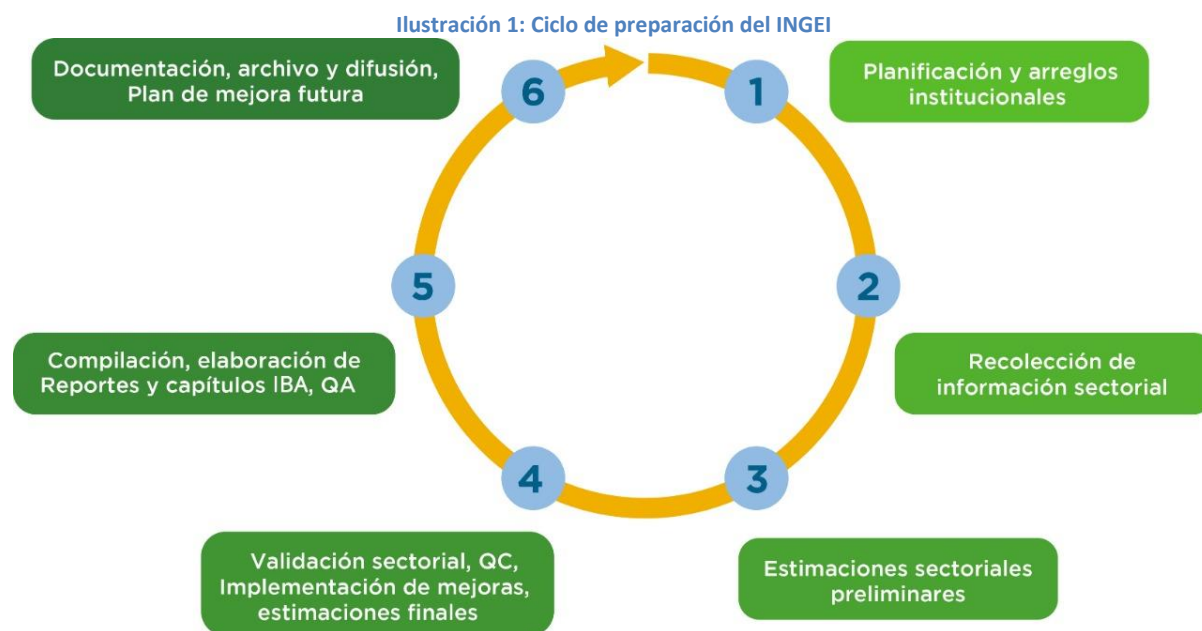 Ilustración 1: Ciclo de preparación del INGEI
1
Planificación y arreglos
institucionales
2
Recolección de
información sectorial
3
Estimaciones sectoriales
preliminares
4
Validación sectorial, QC,
Implementación de mejoras,
estimaciones finales
5
Compilación, elaboración de
Reportes y capítulos IBA, QA
6
Documentación, archivo y difusión,
Plan de mejora futura